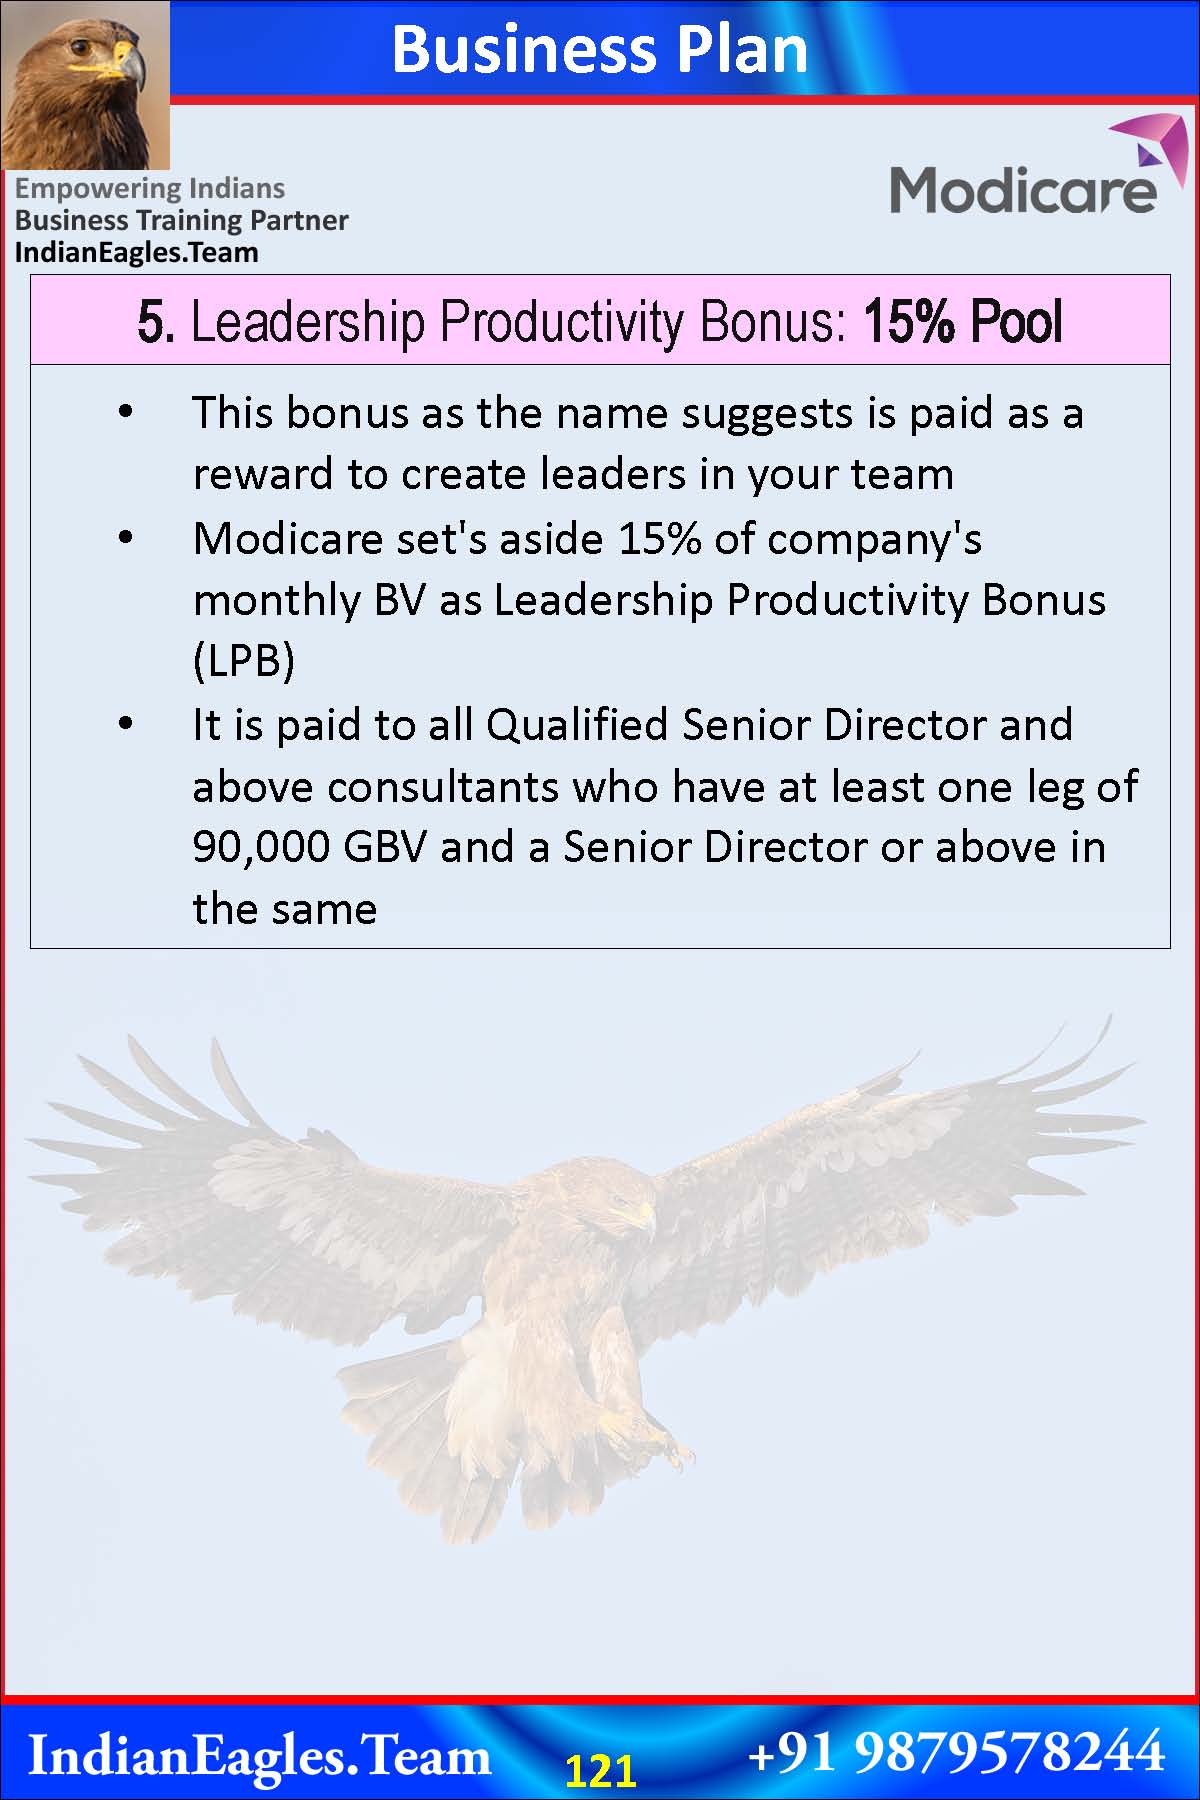 Business Plan
Modicare
Empowering Indians
Business Training Partner
IndianEagles.Team
5. Leadership Productivity Bonus: 15% Pool
• This bonus as the name suggests is paid as a
reward to create leaders in your team
• Modicare set's aside 15% of company's
monthly BV as Leadership Productivity Bonus
(LPB)
• It is paid to all Qualified Senior Director and
above consultants who have at least one leg of
90,000 GBV and a Senior Director or above in
the same
IndianEagles.Team 121 +91 9879578244